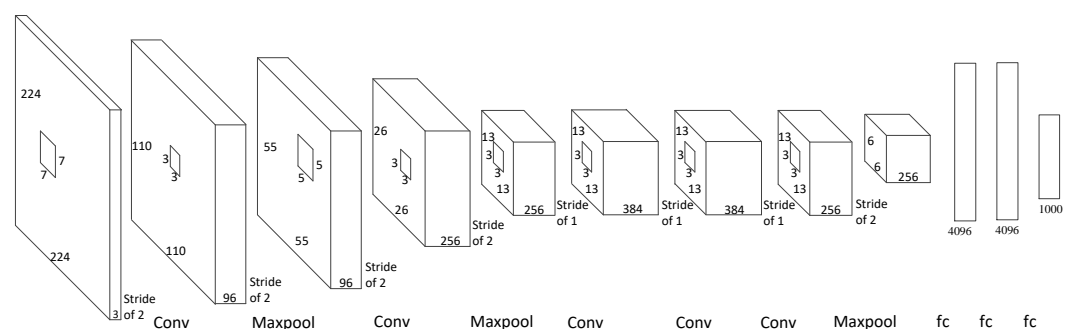 224
7
7
224
3
Stride
of 2
110
3
3
110
96
Stride
of 2
55
5
5
55
96
Stride
of 2
26
3
3
26
256
Stride
of 2
13
3
3
13
256
Stride
of 1
13
3
3
13
384
Stride
of 1
13
3
3
13
384
Stride
of 1
13
3
3
13
256
Stride
of 2
6
6
256
4096
4096
1000
Conv Maxpool Conv Maxpool Conv Conv Conv Maxpool fc fc fc